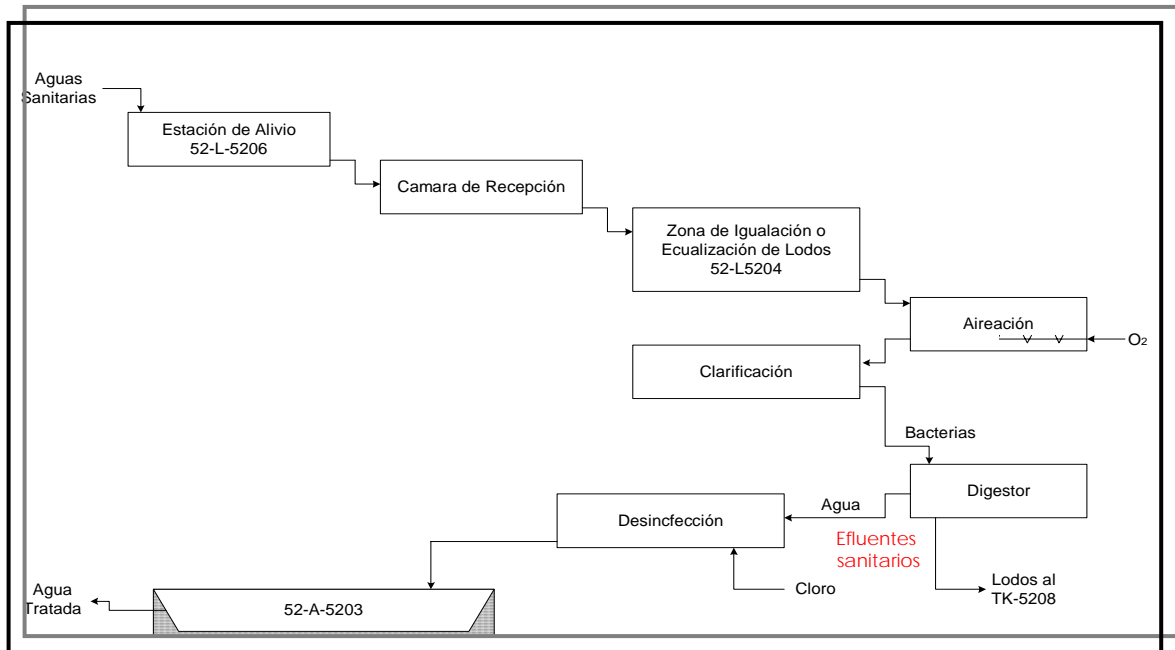 Aguas
Sanitarias
Estación de Alivio
52-L-5206
Camara de Recepción
Zona de Igualación o
Ecualización de Lodos
52-L5204
Aireación
O2
Clarificación
Bacterias
Digestor
Agua
Desincfección
Efluentes
sanitarios
Cloro
Lodos al
TK-5208
Agua
Tratada
52-A-5203